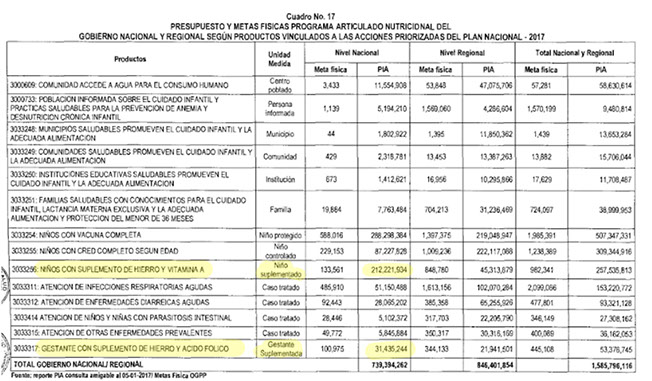 Cuadro No. 17
PRESUPUESTO Y METAS FISICAS PROGRAMA ARTICULADO NUTRICIONAL DEL
GOBIERNO NACIONAL Y REGIONAL SEGÚN PRODUCTOS VINCULADOS A LAS ACCIONES PRIORIZADAS DEL PLAN NACIONAL - 2017
Productos Unidad Medida Nivel Nacional Nivel Regional Total Nacional y Regional
Meta física PIA Meta física PIA Meta física PIA
3000609: COMUNIDAD ACCEDE A AGUA PARA EL CONSUMO HUMANO Centro poblado 3,433 11,554,908 53,848 47,075,706 57,281 58,630,614
3000733: POBLACION INFORMADA SOBRE EL CUIDADO INFANTIL Y PRACTICAS SALUDABLES PARA LA PREVENCION DE ANEMIA Y DESNUTRICION CRONICA INFANTIL Persona informada 1,139 5,194,210 1,569,060 4,286,604 1,570,199 9,480,814
3033248: MUNICIPIOS SALUDABLES PROMUEVEN EL CUIDADO INFANTIL Y LA ADECUADA ALIMENTACION Municipio 44 1,802,922 1,395 11,850,362 1,439 13,653,284
3033249: COMUNIDADES SALUDABLES PROMUEVEN EL CUIDADO INFANTIL Y LA ADECUADA ALIMENTACION Comunidad 429 2,318,781 13,453 13,387,263 13,882 15,706,044
3033250: INSTITUCIONES EDUCATIVAS SALUDABLES PROMUEVEN EL CUIDADO INFANTIL Y LA ADECUADA ALIMENTACION Institución 673 1,412,621 16,956 10,295,866 17,629 11,708,487
3033251: FAMILIAS SALUDABLES CON CONOCIMIENTOS PARA EL CUIDADO INFANTIL, LACTANCIA MATERNA EXCLUSIVA Y LA ADECUADA ALIMENTACION Y PROTECCION DEL MENOR DE 36 MESES Familia 19,884 7,763,484 704,213 31,236,469 724,097 38,999,953
3033254: NIÑOS CON VACUNA COMPLETA Niño protegido 588,016 288,298,384 1,397,375 219,048,947 1,985,391 507,347,331
3033255: NIÑOS CON CRED COMPLETO SEGUN EDAD Niño controlado 229,153 87,227,828 1,009,236 222,117,088 1,238,389 309,344,916
3033256: NIÑOS CON SUPLEMENTO DE HIERRO Y VITAMINA A Niño suplementado 133,561 212,221,934 848,780 45,313,879 982,341 257,535,813
3033311: ATENCION DE INFECCIONES RESPIRATORIAS AGUDAS Caso tratado 485,910 51,150,488 1,613,156 102,070,284 2,099,066 153,220,772
3033312: ATENCION DE ENFERMEDADES DIARREICAS AGUDAS Caso tratado 92,443 28,065,202 385,358 65,255,926 477,801 93,321,128
3033414 ATENCION DE NIÑOS Y NIÑAS CON PARASITOSIS INTESTINAL Caso tratado 28,446 5,102,372 317,703 22,205,790 346,149 27,308,162
3033315: ATENCION DE OTRAS ENFERMEDADES PREVALENTES Caso tratado 49,772 5,845,884 350,317 30,316,169 400,089 36,162,053
3033317: GESTANTE CON SUPLEMENTO DE HIERRO Y ACIDO FOLICO Gestante Suplementada 100,975 31,435,244 344,133 21,941,501 445,108 53,376,745
TOTAL GOBIERNO NACIONAL/ REGIONAL 739,394,262 846,401,854 1,585,796,116
Fuente: reporte PIA consulta amigable al 05-01-2017/ Metas Fisica OGPP